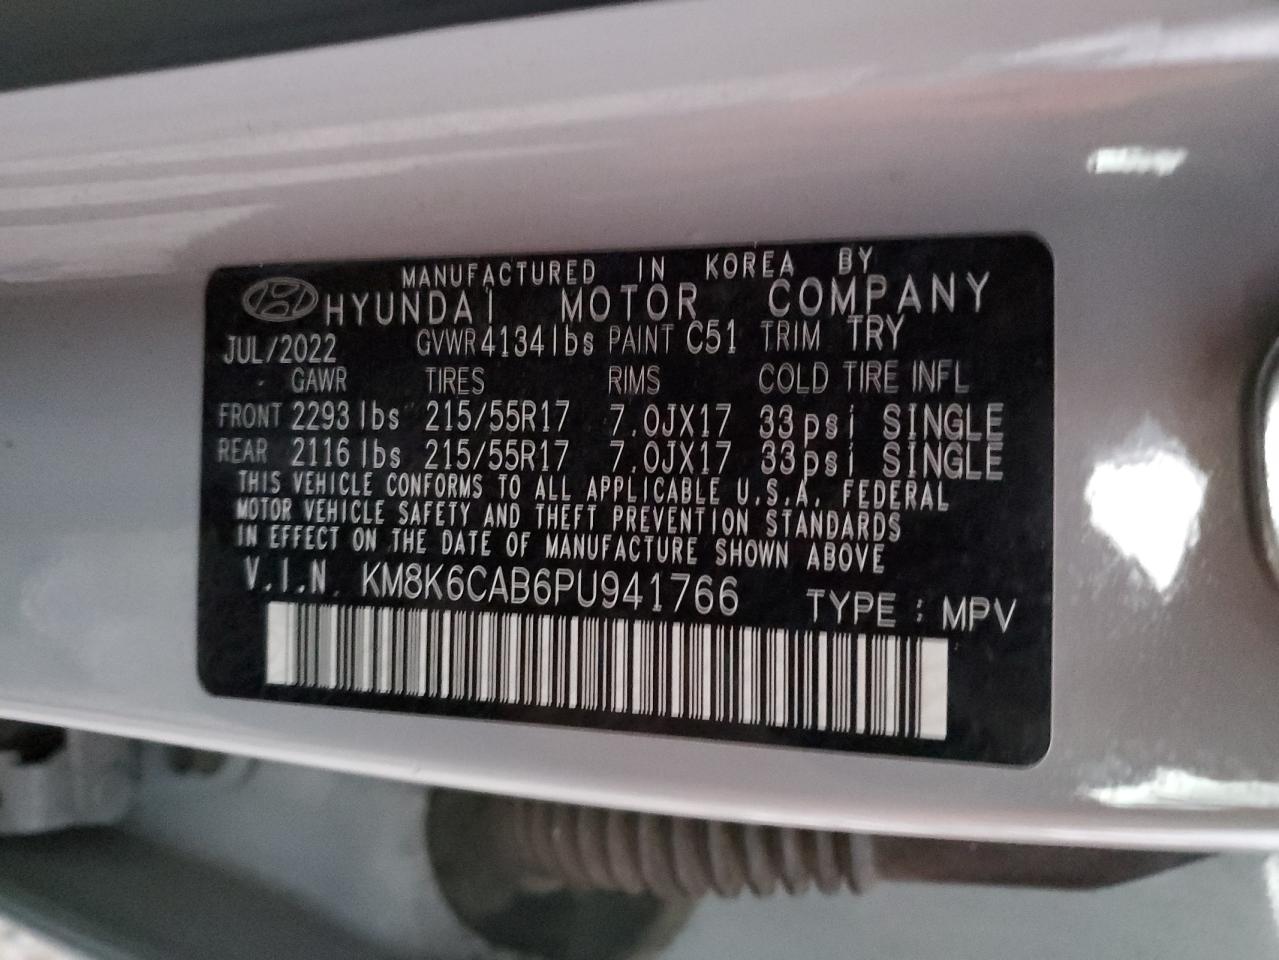 MANUFACTURED IN KOREA BY
HYUNDAI MOTOR COMPANY
JUL/2022 GVWR 4134lbs PAINT C51 TRIM TRY
GAWR TIRES RIMS COLD TIRE INFL
FRONT 2293 lbs 215/55R17 7.0JX17 33 psi SINGLE
REAR 2116 lbs 215/55R17 7.0JX17 33 psi SINGLE
THIS VEHICLE CONFORMS TO ALL APPLICABLE U.S.A. FEDERAL
MOTOR VEHICLE SAFETY AND THEFT PREVENTION STANDARDS
IN EFFECT ON THE DATE OF MANUFACTURE SHOWN ABOVE
V.I.N. KM8K6CAB6PU941766 TYPE : MPV